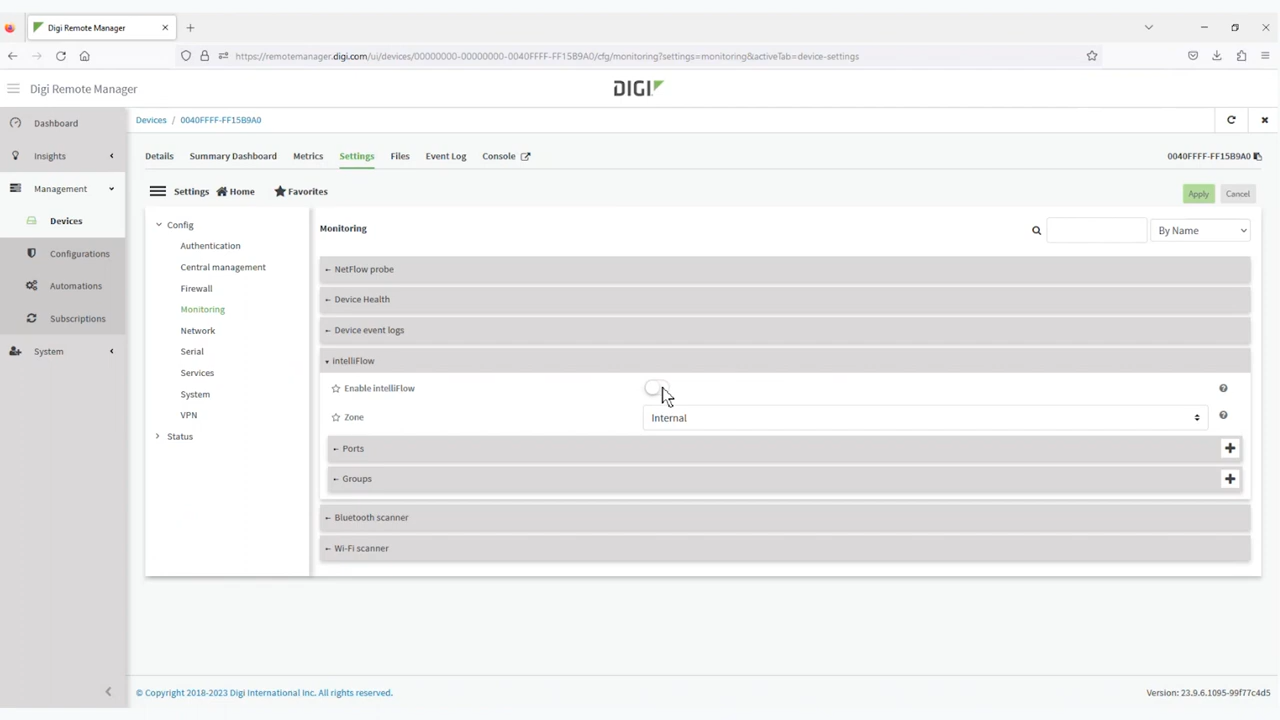 Digi Remote Manager
https://remotemanager.digi.com/ui/devices/00000000-00000000-0040FFFF-FF15B9A0/cfg/monitoring?settings=monitoring&activeTab=device-settings
Digi Remote Manager
DIGI
Dashboard
Insights
Management
Devices
Configurations
Automations
Subscriptions
System
Devices / 0040FFFF-FF15B9A0
Details Summary Dashboard Metrics Settings Files Event Log Console 0040FFFF-FF15B9A0
Settings Home Favorites Apply Cancel
Config
Authentication
Central management
Firewall
Monitoring
Network
Serial
Services
System
VPN
Status
Monitoring By Name
NetFlow probe
Device Health
Device event logs
intelliFlow
Enable intelliFlow
Zone Internal
Ports
Groups
Bluetooth scanner
Wi-Fi scanner
© Copyright 2018-2023 Digi International Inc. All rights reserved. Version: 23.9.6.1095-99f77c4d5